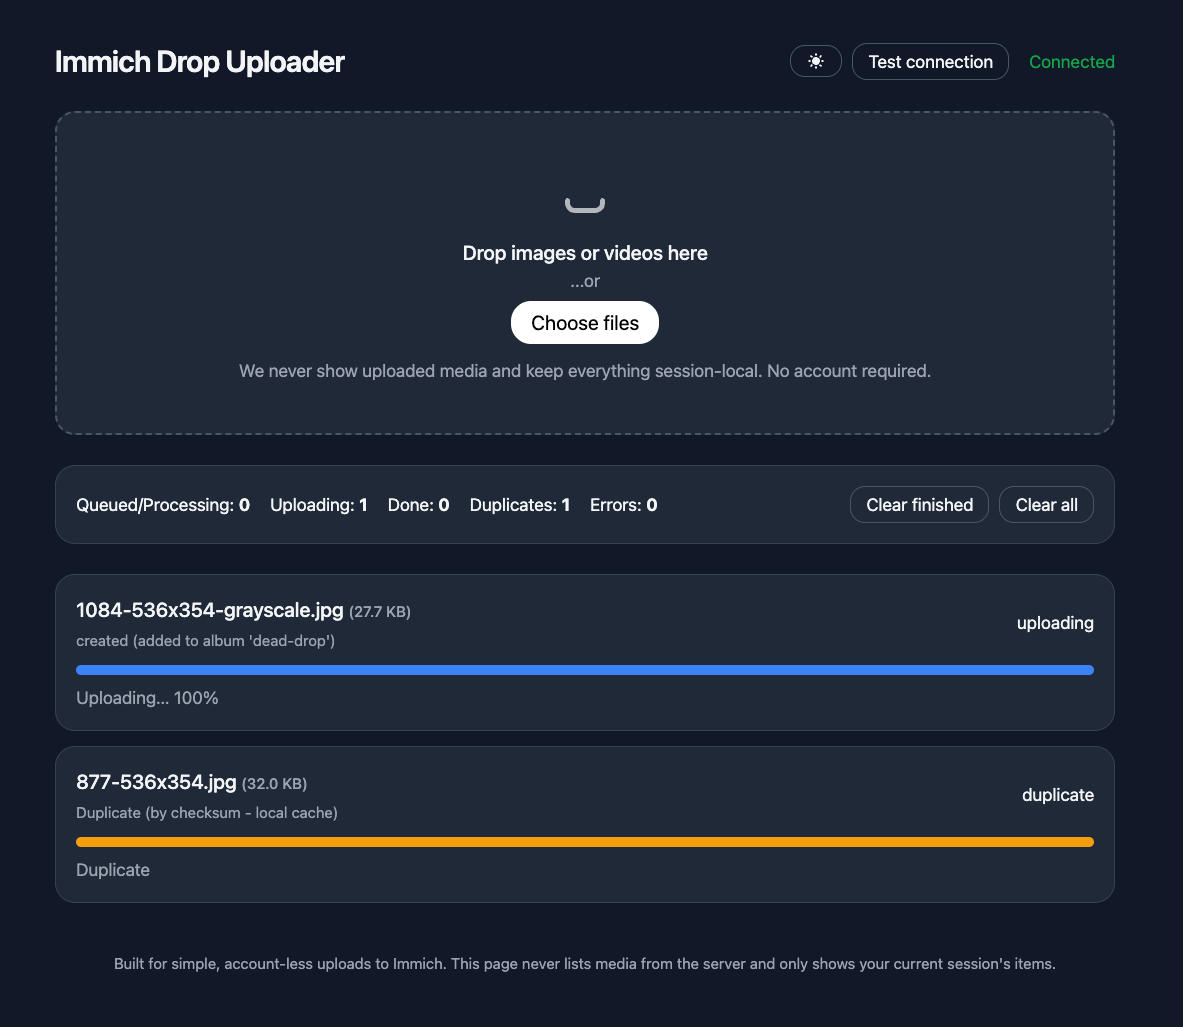 Immich Drop Uploader
Test connection
Connected
Drop images or videos here
...or
Choose files
We never show uploaded media and keep everything session-local. No account required.
Queued/Processing: 0 Uploading: 1 Done: 0 Duplicates: 1 Errors: 0
Clear finished
Clear all
1084-536x354-grayscale.jpg (27.7 KB)
uploading
created (added to album 'dead-drop')
Uploading... 100%
877-536x354.jpg (32.0 KB)
duplicate
Duplicate (by checksum - local cache)
Duplicate
Built for simple, account-less uploads to Immich. This page never lists media from the server and only shows your current session's items.